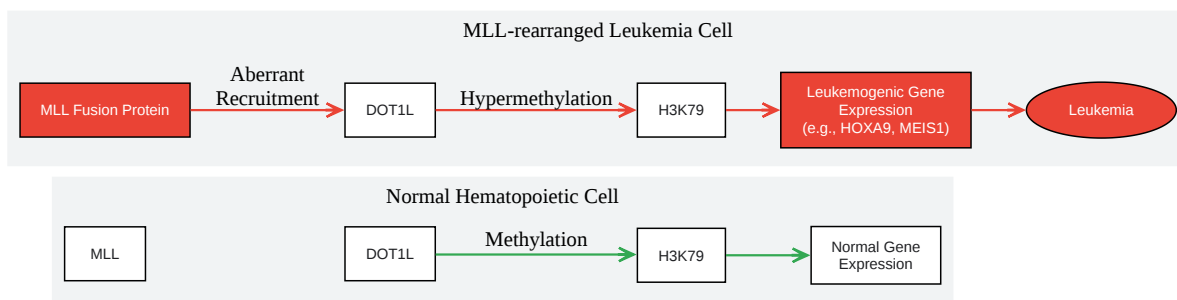 MLL-rearranged Leukemia Cell
Aberrant
Recruitment
MLL Fusion Protein
DOT1L
Hypermethylation
H3K79
Leukemogenic Gene
Expression
(e.g., HOXA9, MEIS1)
Leukemia
Normal Hematopoietic Cell
MLL
DOT1L
Methylation
H3K79
Normal Gene
Expression